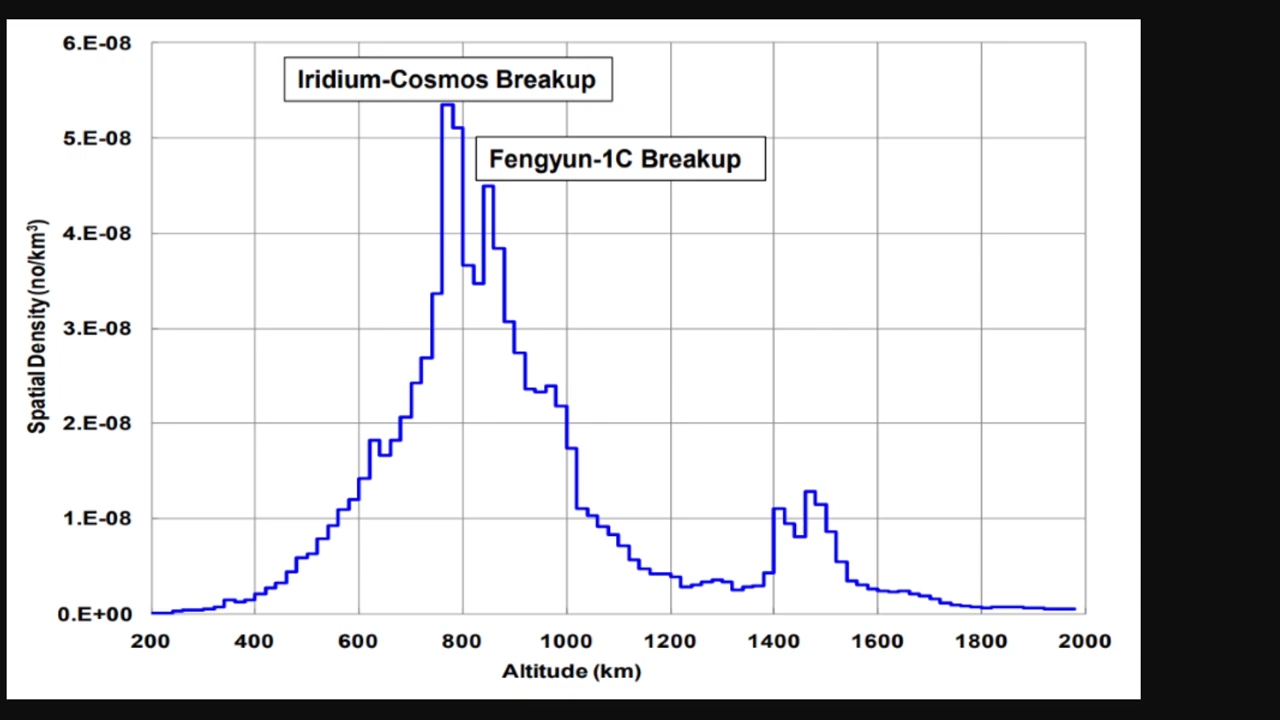 6.E-08
Iridium-Cosmos Breakup
5.E-08
Fengyun-1C Breakup
4.E-08
Spatial Density (no/km³)
3.E-08
2.E-08
1.E-08
0.E+00
200 400 600 800 1000 1200 1400 1600 1800 2000
Altitude (km)